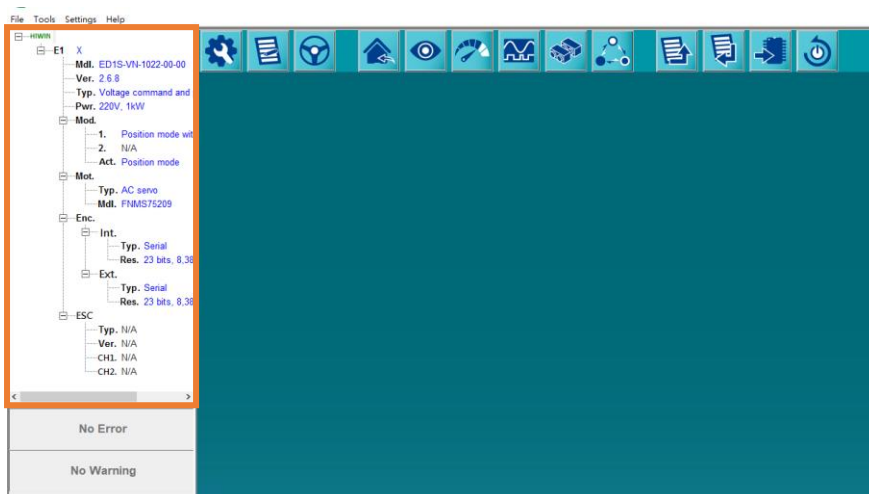 File Tools Settings Help
HIWIN
E1 X
Mdl. ED1S-VN-1022-00-00
Ver. 2.6.8
Typ. Voltage command and
Pwr. 220V, 1kW
Mod.
1. Position mode wit
2. N/A
Act. Position mode
Mot.
Typ. AC servo
Mdl. FNMS75209
Enc.
Int.
Typ. Serial
Res. 23 bits, 8,38
Ext.
Typ. Serial
Res. 23 bits, 8,38
ESC
Typ. N/A
Ver. N/A
CH1. N/A
CH2. N/A
No Error
No Warning